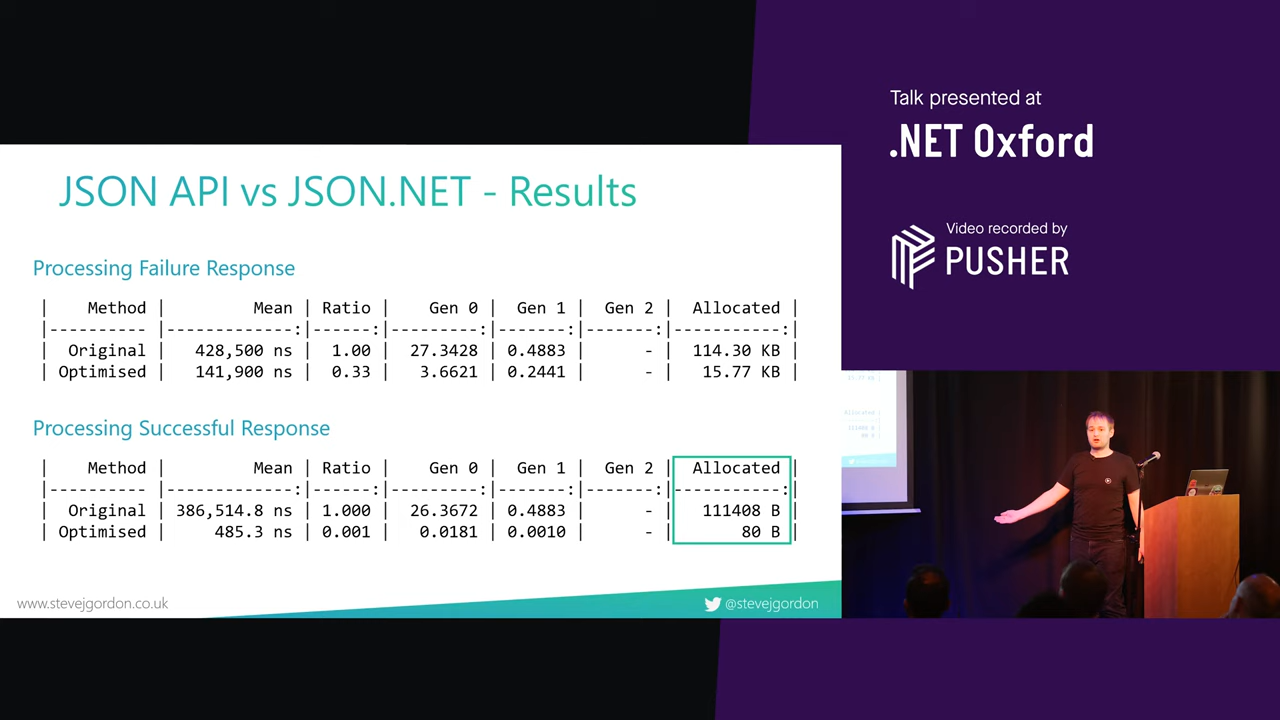 Talk presented at
.NET Oxford
Video recorded by
PUSHER
JSON API vs JSON.NET - Results
Processing Failure Response
| Method | Mean | Ratio | Gen 0 | Gen 1 | Gen 2 | Allocated |
|---------- |-------------:|------:|---------:|-------:|-------:|-----------:|
| Original | 428,500 ns | 1.00 | 27.3428 | 0.4883 | - | 114.30 KB |
| Optimised | 141,900 ns | 0.33 | 3.6621 | 0.2441 | - | 15.77 KB |
Processing Successful Response
| Method | Mean | Ratio | Gen 0 | Gen 1 | Gen 2 | Allocated |
|---------- |-------------:|------:|---------:|-------:|-------:|-----------:|
| Original | 386,514.8 ns | 1.000 | 26.3672 | 0.4883 | - | 111408 B |
| Optimised | 485.3 ns | 0.001 | 0.0181 | 0.0010 | - | 80 B |
www.stevejgordon.co.uk
@stevejgordon